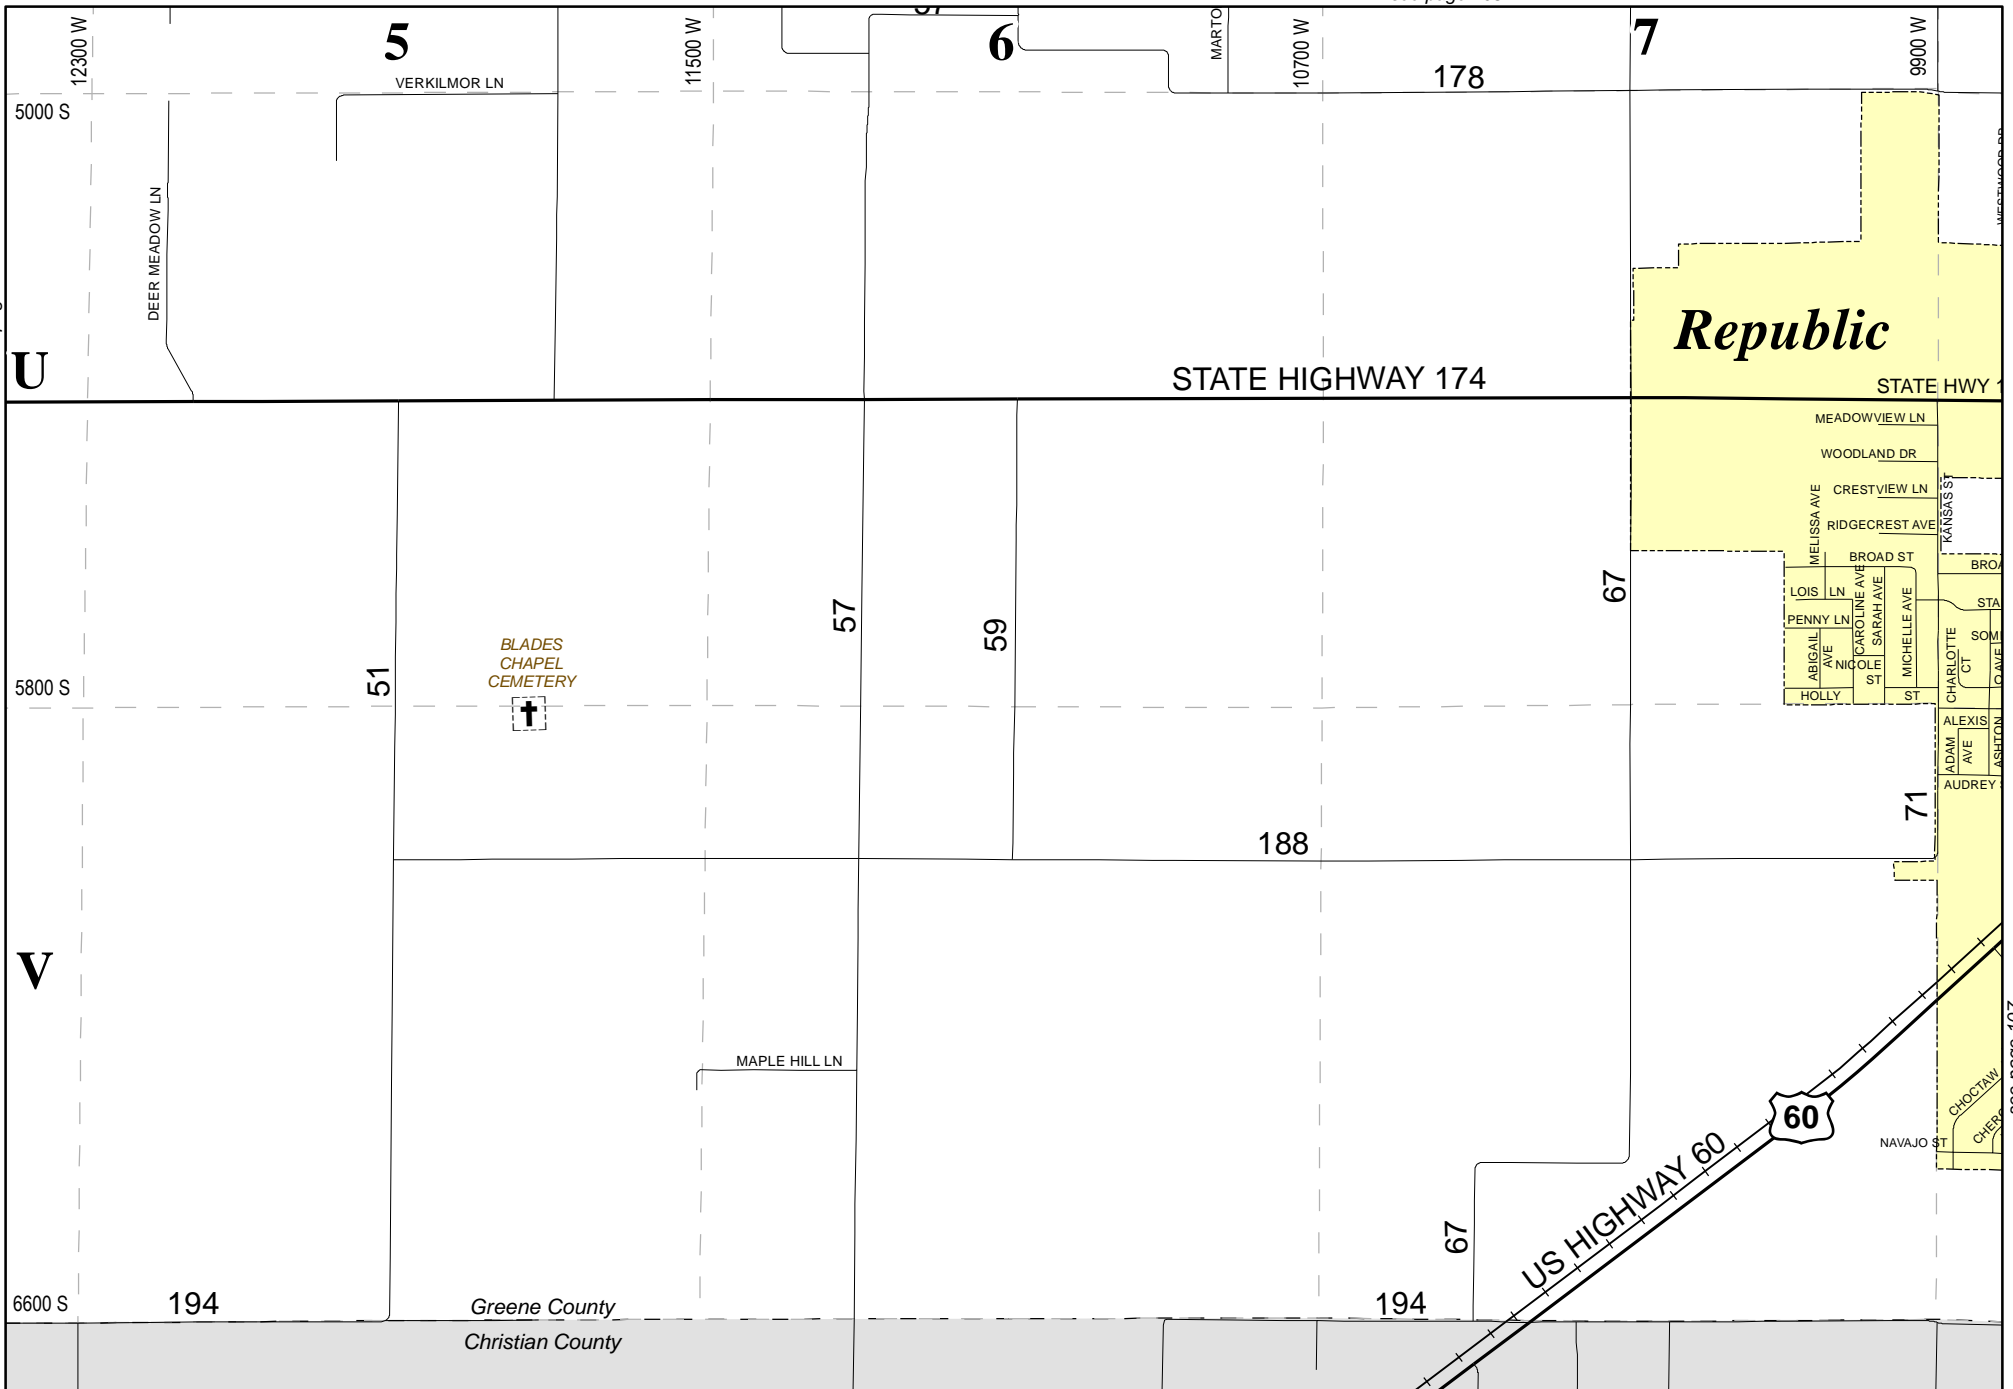 5
6
7
12300 W
11500 W
10700 W
9900 W
VERKILMOR LN
178
5000 S
DEER MEADOW LN
U
Republic
STATE HIGHWAY 174
STATE HWY
MEADOWVIEW LN
WOODLAND DR
CRESTVIEW LN
RIDGECREST AVE
KANSAS ST
MELISSA AVE
BROAD ST
LOIS LN
PENNY LN
CAROLINE AVE
SARAH AVE
MICHELLE AVE
ABIGAIL
AVE
NICOLE
ST
HOLLY ST
CHARLOTTE
CT
ALEXIS
ADAM
AVE
ASHTON
AUDREY
57
59
67
51
BLADES
CHAPEL
CEMETERY
5800 S
71
188
V
MAPLE HILL LN
60
US HIGHWAY 60
CHOCTAW
NAVAJO ST
67
6600 S
194
194
Greene County
Christian County